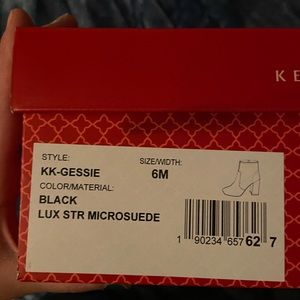 KE
STYLE: SIZE/WIDTH:
KK-GESSIE 6M
COLOR/MATERIAL:
BLACK
LUX STR MICROSUEDE
1 90234 65762 7